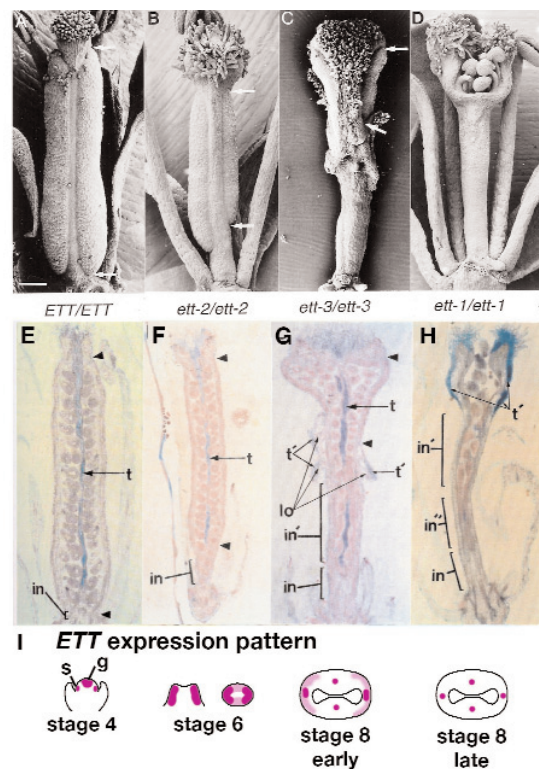 A B C D
ETT/ETT ett-2/ett-2 ett-3/ett-3 ett-1/ett-1
E F G H
t t t t´
t´ t´
in´
lo
in´ in´´
in in in in
I ETT expression pattern
s g
stage 4 stage 6 stage 8 early stage 8 late